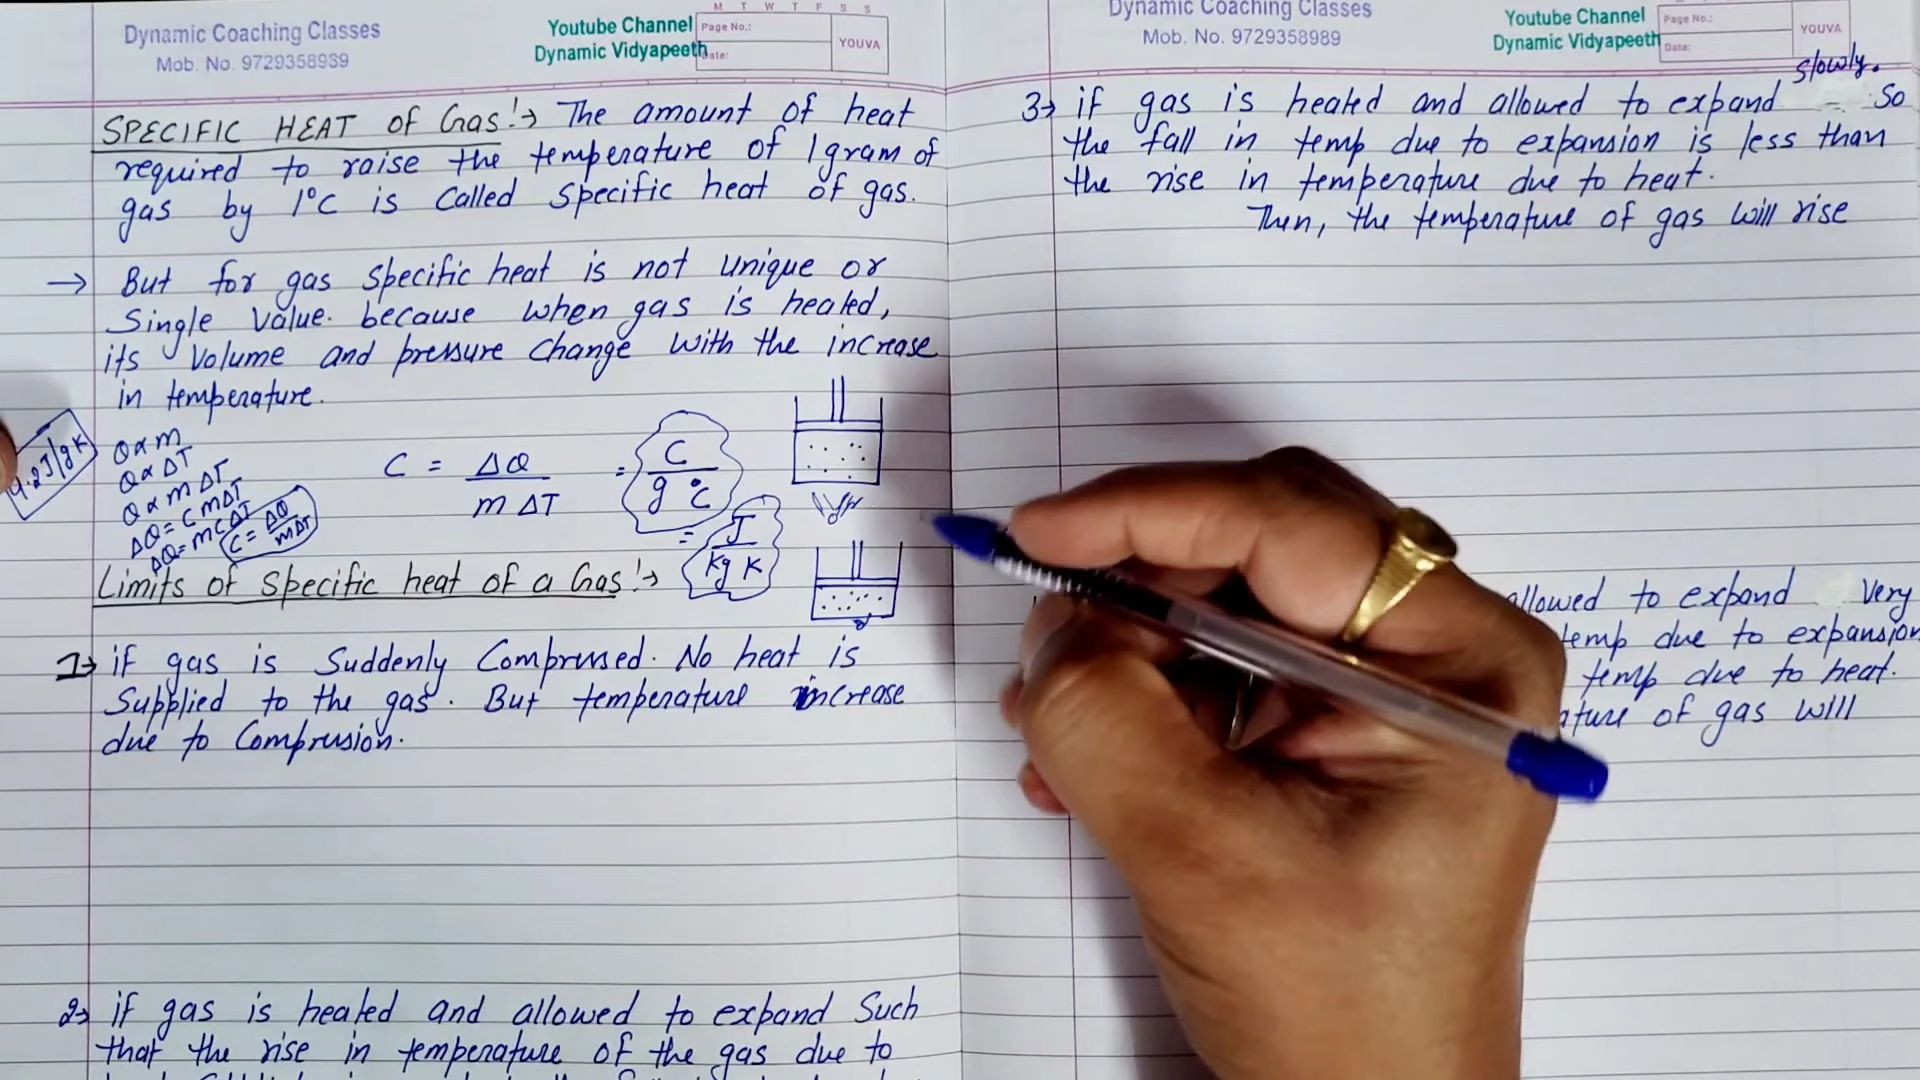 Dynamic Coaching Classes
Mob. No. 9729358989
Youtube Channel
Dynamic Vidyapeeth
M T W T F S S
Page No.:
Date:
YOUVA
SPECIFIC HEAT of Gas!→ The amount of heat
required to raise the temperature of 1gram of
gas by 1°C is Called Specific heat of gas.
→ But for gas Specific heat is not Unique or
Single Value. because when gas is heated,
its Volume and pressure Change with the increase
in temperature.
4.2J/g K
Q α m
Q α ΔT
Q α m ΔT
ΔQ = C m ΔT
ΔQ = m C ΔT
C = ΔQ / m ΔT
C = ΔQ / m ΔT = C / g °C
= J / kg K
Limits of Specific heat of a Gas!→
1→ if gas is Suddenly Comprssed. No heat is
Supplied to the gas. But temperature increase
due to Comprssion.
2→ if gas is heated and allowed to expand Such
that the rise in temperature of the gas due to
Dynamic Coaching Classes
Mob. No. 9729358989
Youtube Channel
Dynamic Vidyapeeth
Page No.:
Date:
YOUVA
3→ if gas is heated and allowed to expand slowly. So
the fall in temp due to expansion is less than
the rise in temperature due to heat.
Then, the temperature of gas will rise
allowed to expand Very
temp due to expansion
temp due to heat.
ature of gas will